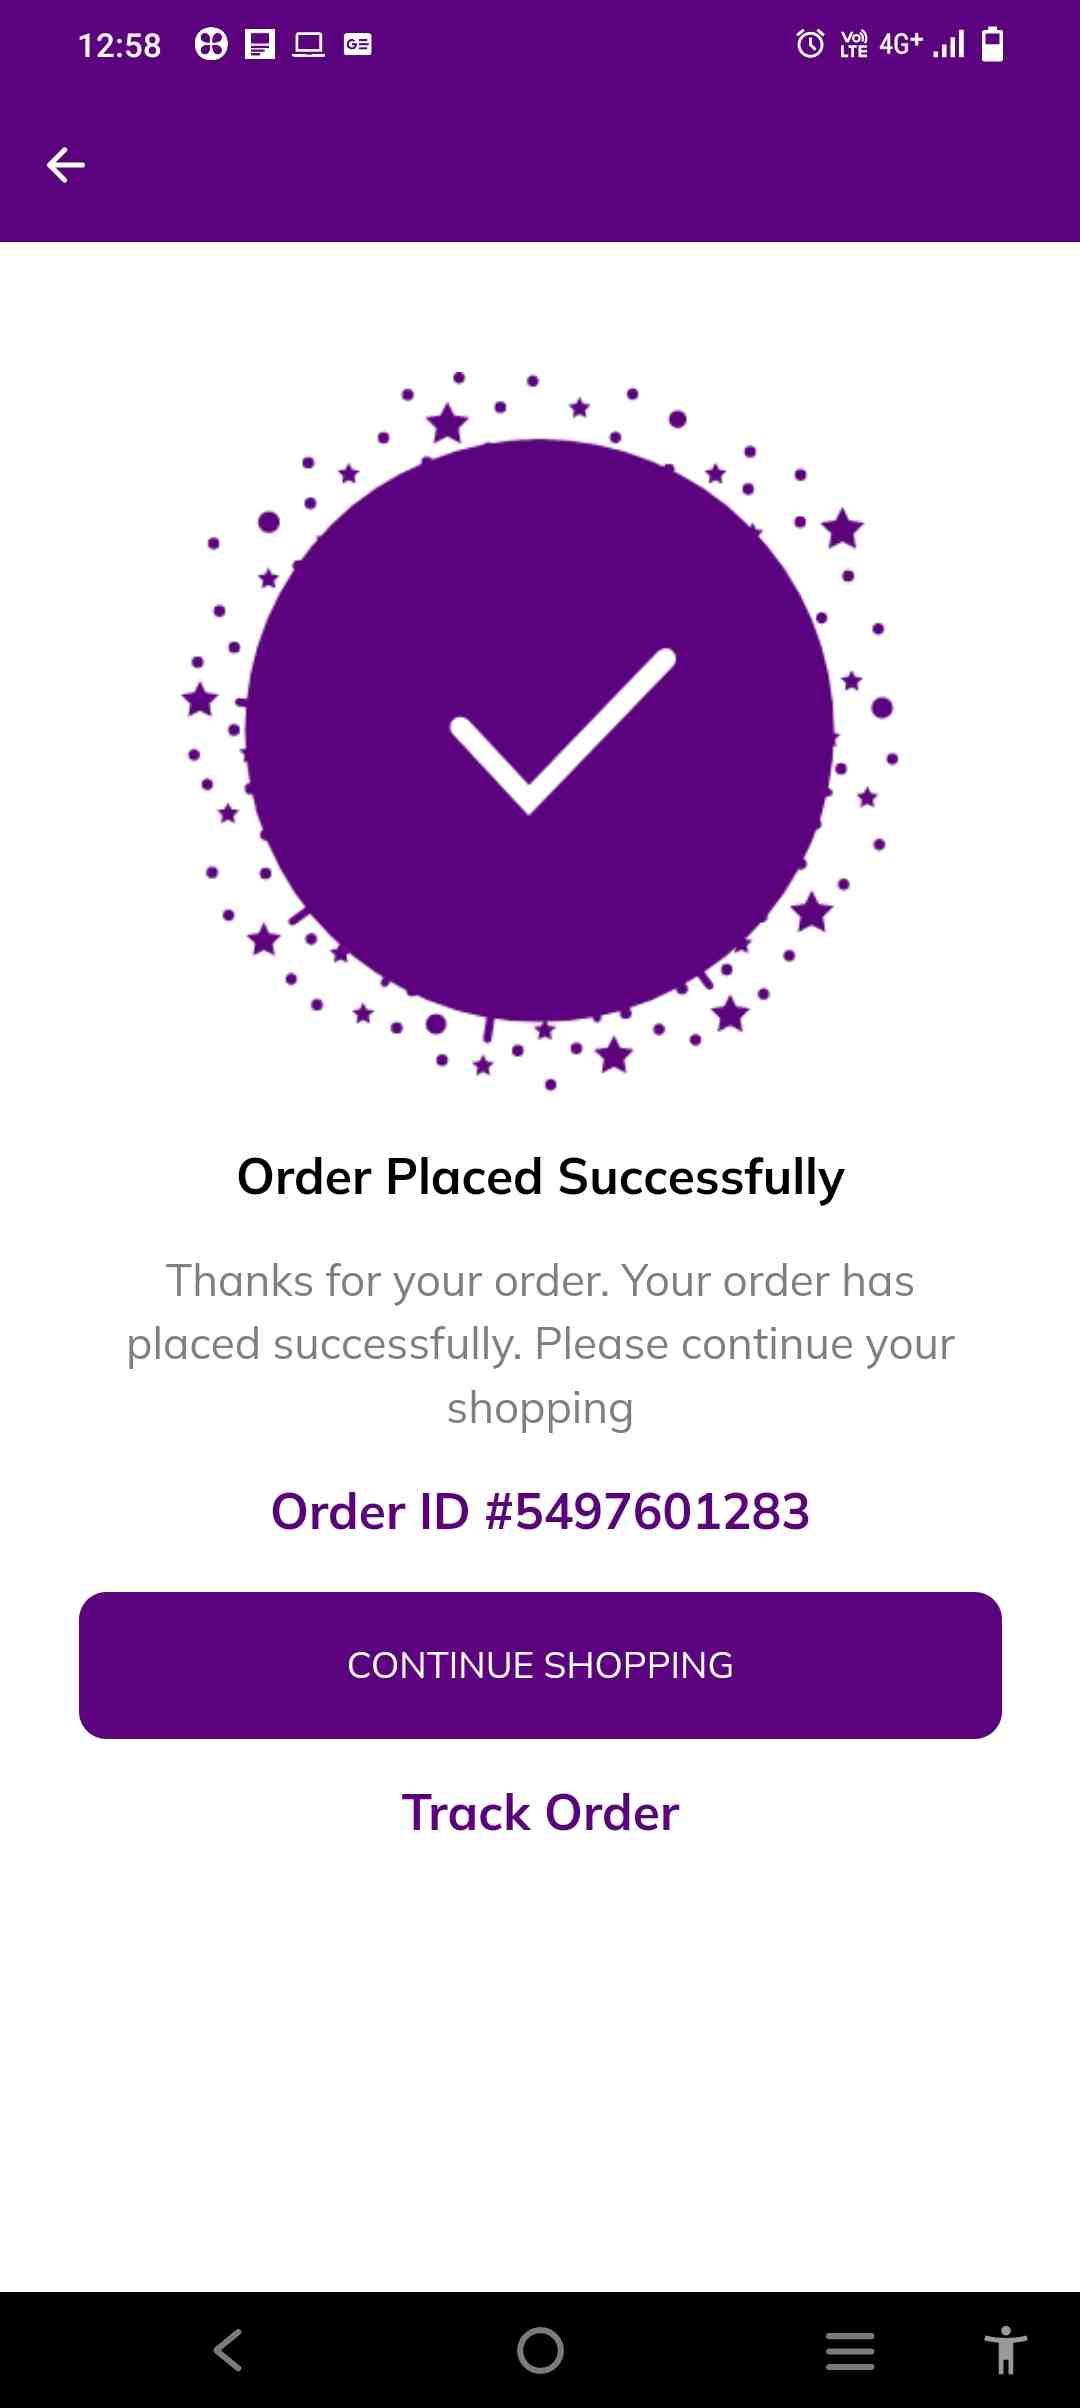 12:58 GE Vo LTE 4G+
Order Placed Successfully
Thanks for your order. Your order has
placed successfully. Please continue your
shopping
Order ID #5497601283
CONTINUE SHOPPING
Track Order